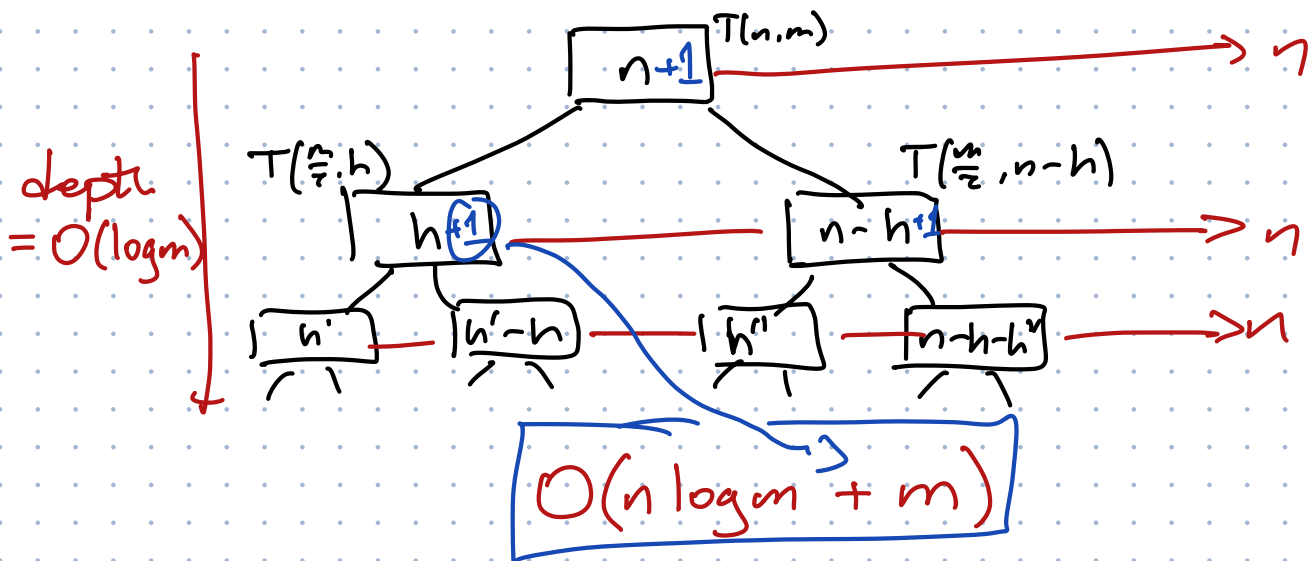 T(n,m)
n+1
n
T(m/2, h)
T(m/2, n-h)
depth
= O(log m)
h+1
n-h+1
n
h'
h'-h
h''
n-h-h''
n
O(n log m + m)